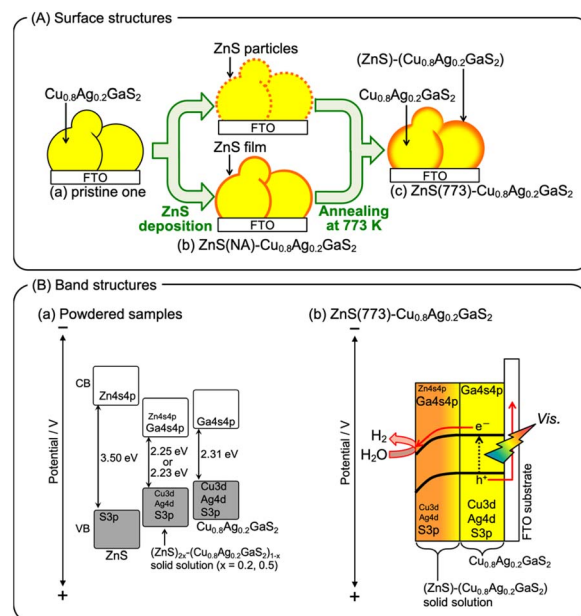 (A) Surface structures
ZnS particles
(ZnS)-(Cu0.8Ag0.2GaS2)
Cu0.8Ag0.2GaS2
Cu0.8Ag0.2GaS2
FTO
ZnS film
FTO
(a) pristine one
FTO
(c) ZnS(773)-Cu0.8Ag0.2GaS2
ZnS
deposition
FTO
Annealing
at 773 K
(b) ZnS(NA)-Cu0.8Ag0.2GaS2
(B) Band structures
(a) Powdered samples
−
Potential / V
+
CB
Zn4s4p
Zn4s4p
Ga4s4p
Ga4s4p
3.50 eV
2.25 eV
or
2.23 eV
2.31 eV
VB
S3p
Cu3d
Ag4d
S3p
Cu3d
Ag4d
S3p
ZnS
Cu0.8Ag0.2GaS2
(ZnS)2x-(Cu0.8Ag0.2GaS2)1-x
solid solution (x = 0.2, 0.5)
(b) ZnS(773)-Cu0.8Ag0.2GaS2
−
Potential / V
+
Zn4s4p
Ga4s4p
Ga4s4p
e−
H2
H2O
Vis.
h+
Cu3d
Ag4d
S3p
Cu3d
Ag4d
S3p
FTO substrate
Cu0.8Ag0.2GaS2
(ZnS)-(Cu0.8Ag0.2GaS2)
solid solution